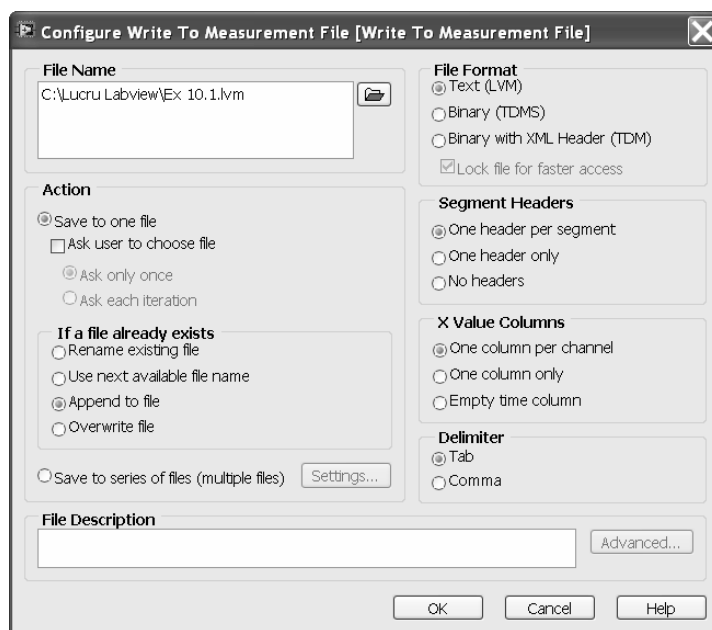 Configure Write To Measurement File [Write To Measurement File]
File Name
C:\Lucru Labview\Ex 10.1.lvm
Action
Save to one file
Ask user to choose file
Ask only once
Ask each iteration
If a file already exists
Rename existing file
Use next available file name
Append to file
Overwrite file
Save to series of files (multiple files)
Settings...
File Format
Text (LVM)
Binary (TDMS)
Binary with XML Header (TDM)
Lock file for faster access
Segment Headers
One header per segment
One header only
No headers
X Value Columns
One column per channel
One column only
Empty time column
Delimiter
Tab
Comma
File Description
Advanced...
OK
Cancel
Help